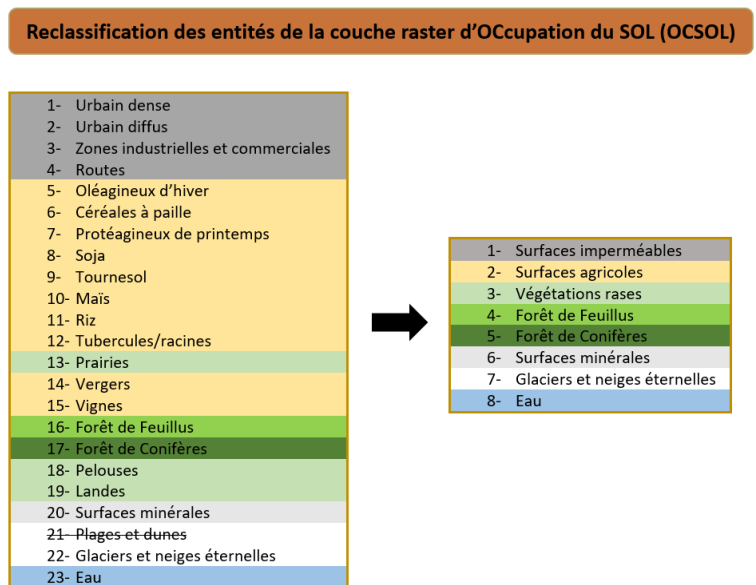 Reclassification des entités de la couche raster d'OCcupation du SOL (OCSOL)
1- Urbain dense
2- Urbain diffus
3- Zones industrielles et commerciales
4- Routes
5- Oléagineux d'hiver
6- Céréales à paille
7- Protéagineux de printemps
8- Soja
9- Tournesol
10- Maïs
11- Riz
12- Tubercules/racines
13- Prairies
14- Vergers
15- Vignes
16- Forêt de Feuillus
17- Forêt de Conifères
18- Pelouses
19- Landes
20- Surfaces minérales
21- Plages et dunes
22- Glaciers et neiges éternelles
23- Eau
1- Surfaces imperméables
2- Surfaces agricoles
3- Végétations rases
4- Forêt de Feuillus
5- Forêt de Conifères
6- Surfaces minérales
7- Glaciers et neiges éternelles
8- Eau